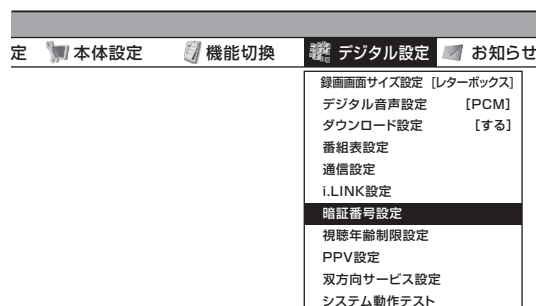 定 本体設定 機能切換 デジタル設定 お知らせ
録画画面サイズ設定 [レターボックス]
デジタル音声設定 [PCM]
ダウンロード設定 [する]
番組表設定
通信設定
i.LINK設定
暗証番号設定
視聴年齢制限設定
PPV設定
双方向サービス設定
システム動作テスト